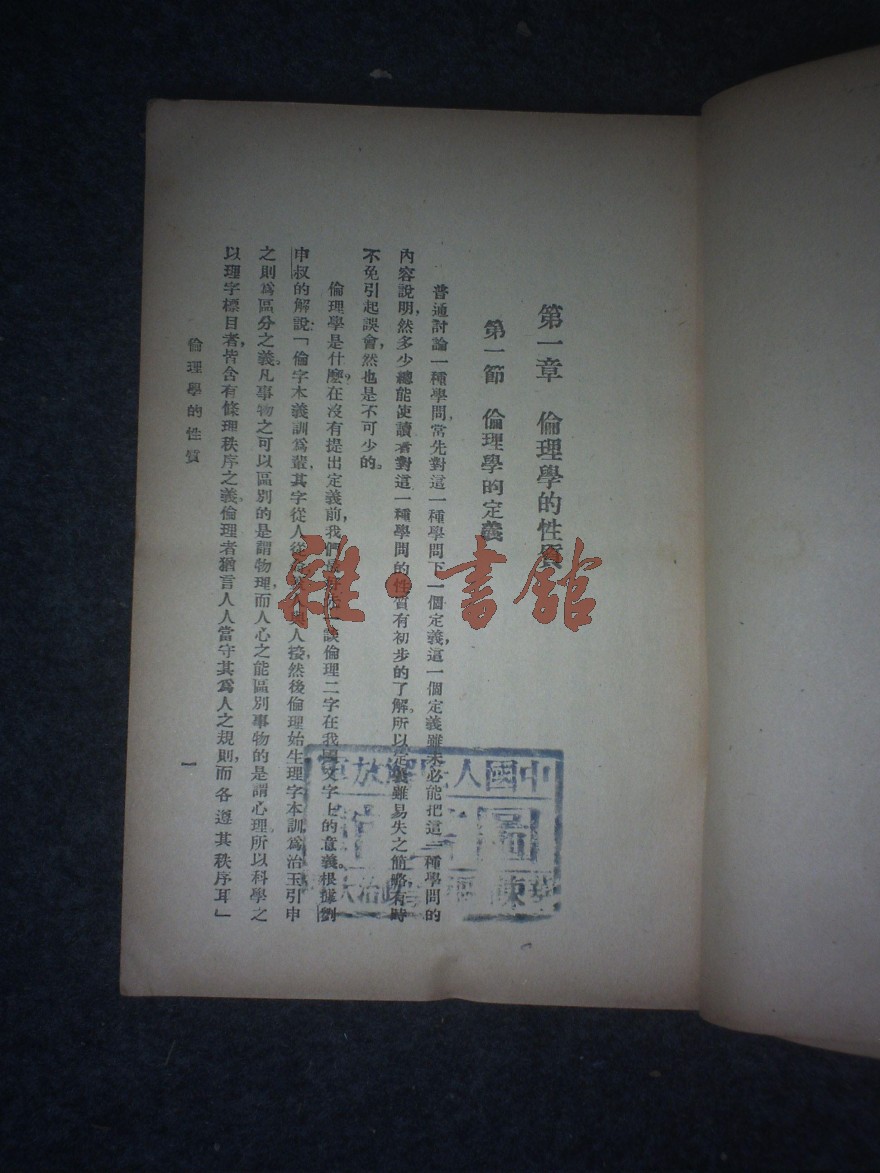 第一章　倫理學的性質
第一節　倫理學的定義
普通討論一種學問，常先對這一種學問下一個定義，這一個定義雖未必能把這一種學問的
內容說明，然多少總能使讀者對這一種學問的性質有初步的了解。所以定義雖易失之簡略，有時
不免引起誤會，然也是不可少的。
倫理學是什麼？在沒有提出定義前，我們談倫理二字在我國文字上的意義。根據劉
申叔的解說：「倫字本義訓爲輩，其字從人從人與人接，然後倫理始生。理字本訓爲治玉，引申
之則爲區分之義。凡事物之可以區別的是謂物理，而人心之能區別事物的是謂心理。所以科學之
以理字標目者，皆含有條理秩序之義。倫理者猶言人人當守其爲人之規則，而各遵其秩序耳」
倫理學的性質
一
雜·書館
中國人解放軍
圖
政治